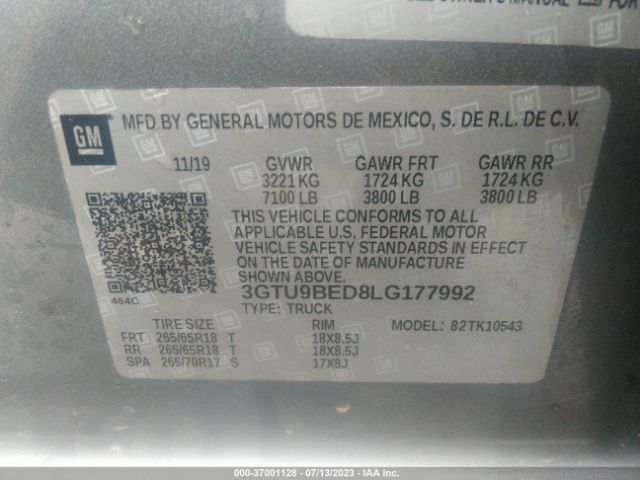 OWNER'S MANUAL FOR
GM
MFD BY GENERAL MOTORS DE MEXICO, S. DE R.L. DE C.V.
11/19 GVWR GAWR FRT GAWR RR
3221 KG 1724 KG 1724 KG
7100 LB 3800 LB 3800 LB
THIS VEHICLE CONFORMS TO ALL
APPLICABLE U.S. FEDERAL MOTOR
VEHICLE SAFETY STANDARDS IN EFFECT
ON THE DATE OF MANUFACTURE
SHOWN ABOVE.
464C
3GTU9BED8LG177992
TYPE: TRUCK
TIRE SIZE RIM MODEL: 82TK10543
FRT 265/65R18 T 18X8.5J
RR 265/65R18 T 18X8.5J
SPA 265/70R17 S 17X8J
000-37001128 - 07/13/2023 - IAA Inc.